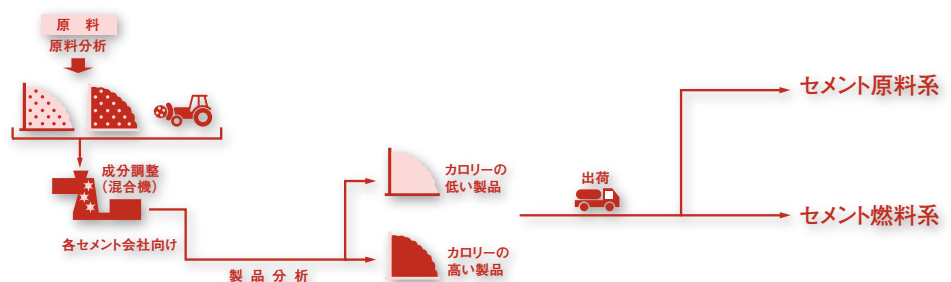 原料
原料分析
成分調整
（混合機）
各セメント会社向け
製品分析
カロリーの
低い製品
カロリーの
高い製品
出荷
セメント原料系
セメント燃料系